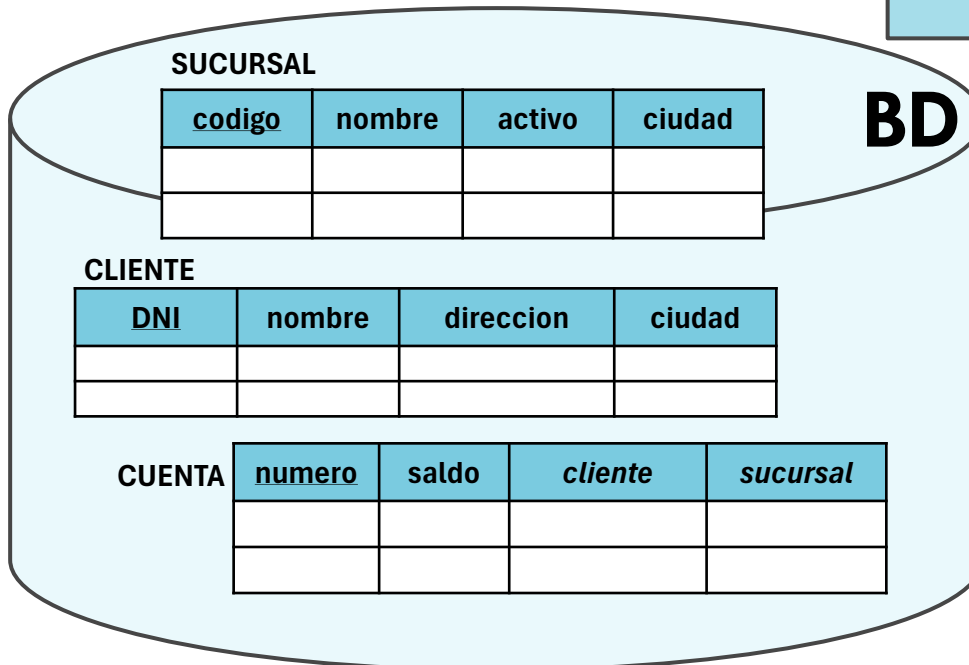 SUCURSAL
BD
codigo nombre activo ciudad
CLIENTE
DNI nombre direccion ciudad
CUENTA
numero saldo cliente sucursal